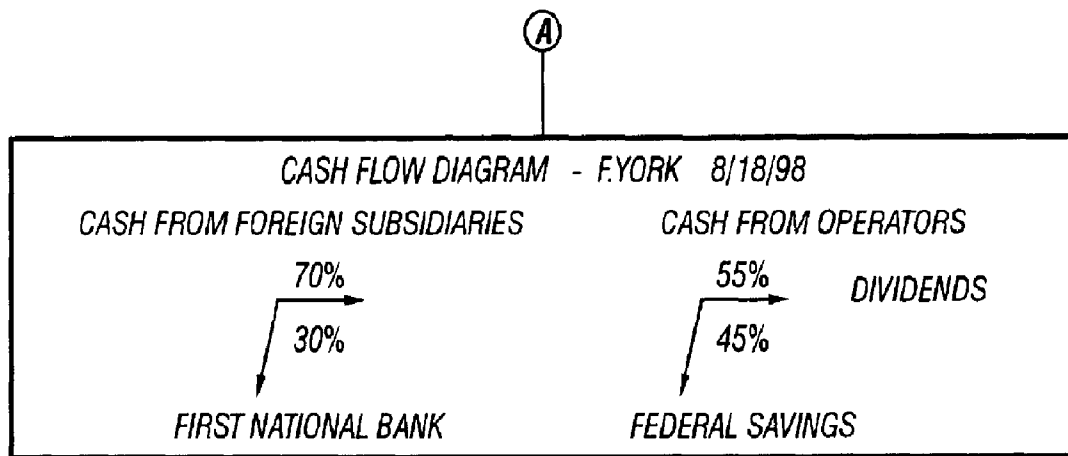 A
CASH FLOW DIAGRAM - F.YORK 8/18/98
CASH FROM FOREIGN SUBSIDIARIES CASH FROM OPERATORS
70% 55% DIVIDENDS
30% 45%
FIRST NATIONAL BANK FEDERAL SAVINGS